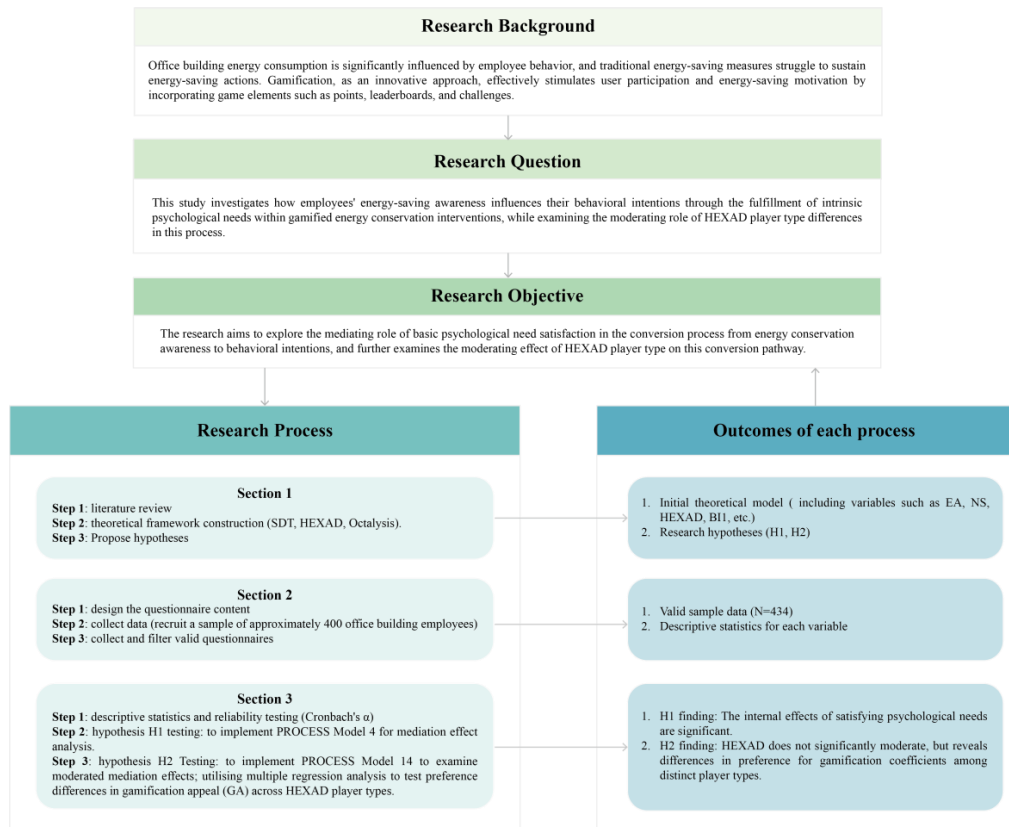 Research Background
Office building energy consumption is significantly influenced by employee behavior, and traditional energy-saving measures struggle to sustain
energy-saving actions. Gamification, as an innovative approach, effectively stimulates user participation and energy-saving motivation by
incorporating game elements such as points, leaderboards, and challenges.
Research Question
This study investigates how employees' energy-saving awareness influences their behavioral intentions through the fulfillment of intrinsic
psychological needs within gamified energy conservation interventions, while examining the moderating role of HEXAD player type differences
in this process.
Research Objective
The research aims to explore the mediating role of basic psychological need satisfaction in the conversion process from energy conservation
awareness to behavioral intentions, and further examines the moderating effect of HEXAD player type on this conversion pathway.
Research Process
Section 1
Step 1: literature review
Step 2: theoretical framework construction (SDT, HEXAD, Octalysis).
Step 3: Propose hypotheses
Section 2
Step 1: design the questionnaire content
Step 2: collect data (recruit a sample of approximately 400 office building employees)
Step 3: collect and filter valid questionnaires
Section 3
Step 1: descriptive statistics and reliability testing (Cronbach's α)
Step 2: hypothesis H1 testing: to implement PROCESS Model 4 for mediation effect
analysis.
Step 3: hypothesis H2 Testing: to implement PROCESS Model 14 to examine
moderated mediation effects; utilising multiple regression analysis to test preference
differences in gamification appeal (GA) across HEXAD player types.
Outcomes of each process
1. Initial theoretical model ( including variables such as EA, NS,
HEXAD, BI1, etc.)
2. Research hypotheses (H1, H2)
1. Valid sample data (N=434)
2. Descriptive statistics for each variable
1. H1 finding: The internal effects of satisfying psychological needs
are significant.
2. H2 finding: HEXAD does not significantly moderate, but reveals
differences in preference for gamification coefficients among
distinct player types.